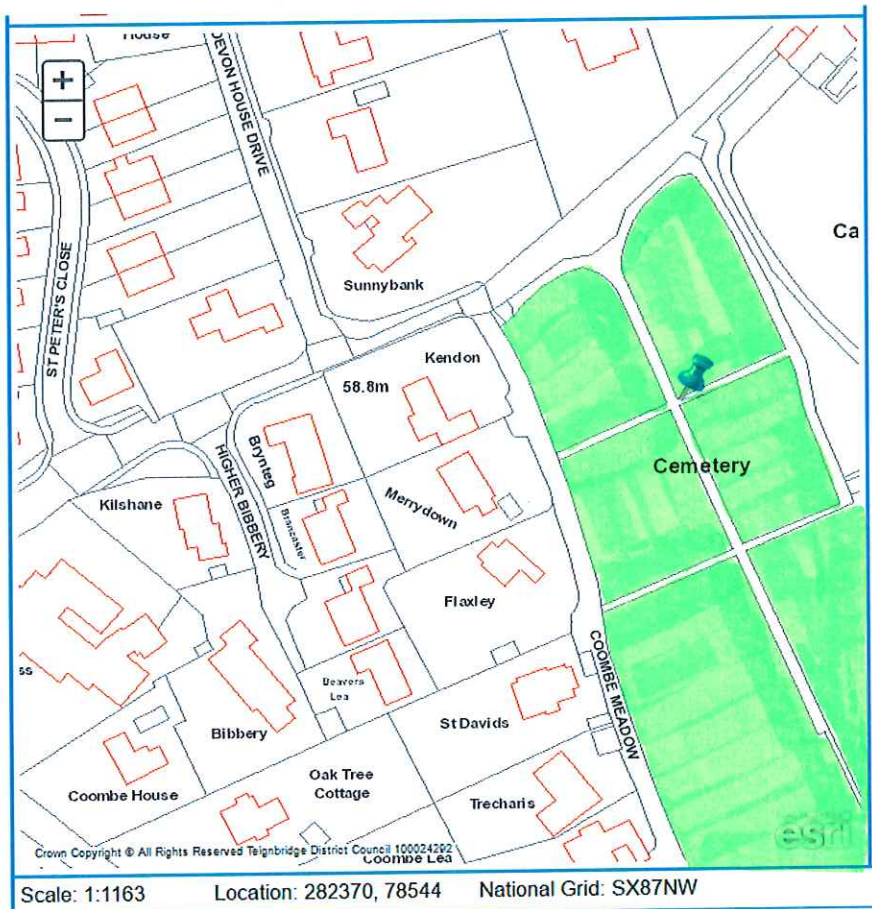 House
DEVON HOUSE DRIVE
+
−
ST PETER'S CLOSE
Sunnybank
Ca
Kendon
58.8m
Brynteg
HIGHER BIBBERY
Kilshane
Brancaster
Merrydown
Cemetery
Flaxley
ss
Beavers
Lea
COOMBE MEADOW
St Davids
Bibbery
Oak Tree
Cottage
Coombe House
Trecharis
esri
Crown Copyright © All Rights Reserved Teignbridge District Council 100024292
Coombe Lea
Scale: 1:1163 Location: 282370, 78544 National Grid: SX87NW